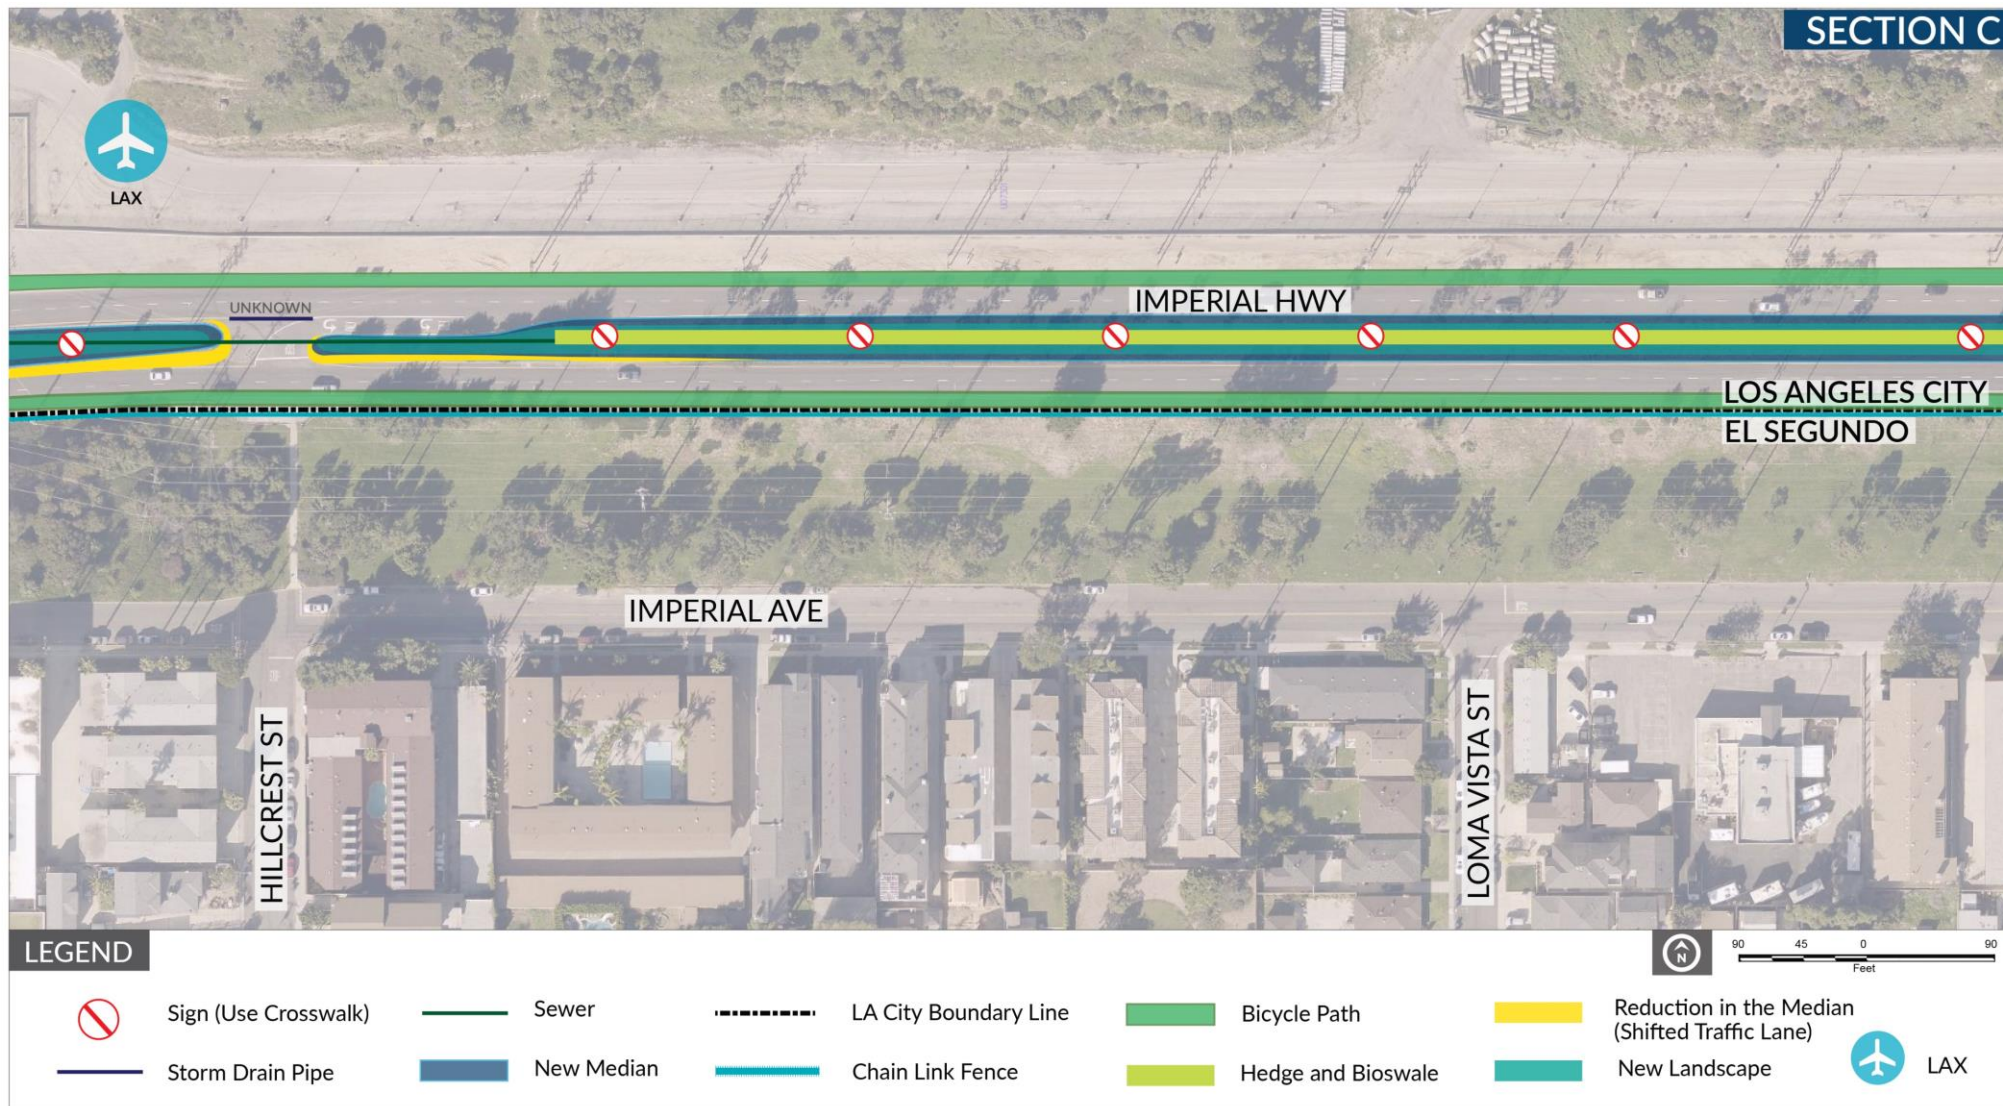 SECTION C
LAX
UNKNOWN
IMPERIAL HWY
LOS ANGELES CITY
EL SEGUNDO
IMPERIAL AVE
HILLCREST ST
LOMA VISTA ST
LEGEND
N
90 45 0 90
Feet
Sign (Use Crosswalk)
Sewer
LA City Boundary Line
Bicycle Path
Reduction in the Median
(Shifted Traffic Lane)
Storm Drain Pipe
New Median
Chain Link Fence
Hedge and Bioswale
New Landscape
LAX